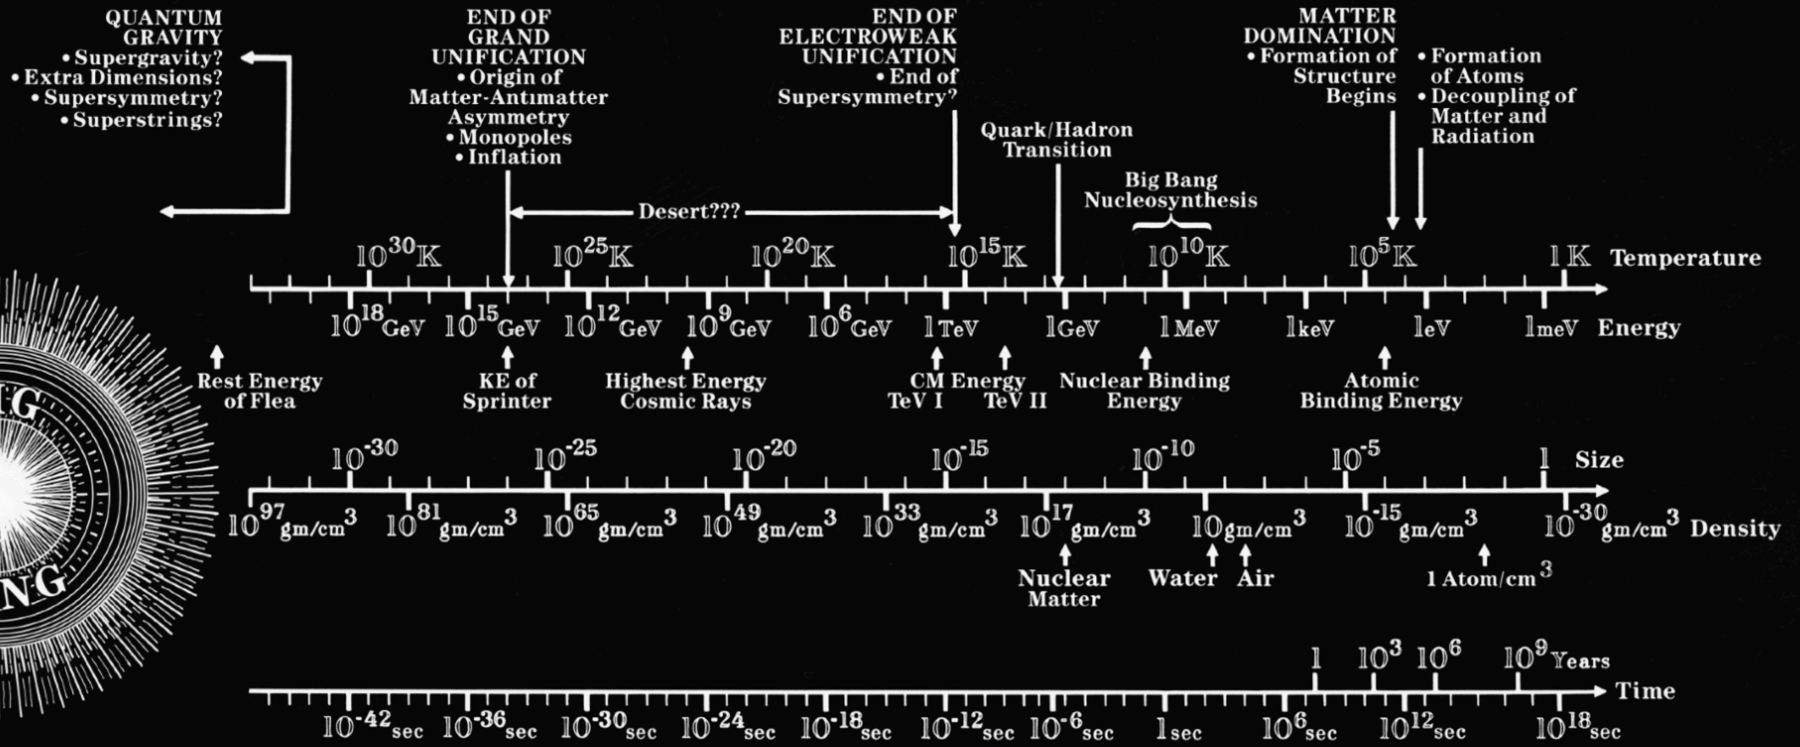 QUANTUM
GRAVITY
• Supergravity?
• Extra Dimensions?
• Supersymmetry?
• Superstrings?
END OF
GRAND
UNIFICATION
• Origin of
Matter-Antimatter
Asymmetry
• Monopoles
• Inflation
END OF
ELECTROWEAK
UNIFICATION
• End of
Supersymmetry?
Desert???
Quark/Hadron
Transition
Big Bang
Nucleosynthesis
MATTER
DOMINATION
• Formation of
Structure
Begins
• Formation
of Atoms
• Decoupling of
Matter and
Radiation
10³⁰K 10²⁵K 10²⁰K 10¹⁵K 10¹⁰K 10⁵K 1K Temperature
10¹⁸GeV 10¹⁵GeV 10¹²GeV 10⁹GeV 10⁶GeV 1TeV 1GeV 1MeV 1keV 1eV 1meV Energy
Rest Energy
of Flea
KE of
Sprinter
Highest Energy
Cosmic Rays
CM Energy
TeV I TeV II
Nuclear Binding
Energy
Atomic
Binding Energy
10⁻³⁰ 10⁻²⁵ 10⁻²⁰ 10⁻¹⁵ 10⁻¹⁰ 10⁻⁵ 1 Size
10⁹⁷gm/cm³ 10⁸¹gm/cm³ 10⁶⁵gm/cm³ 10⁴⁹gm/cm³ 10³³gm/cm³ 10¹⁷gm/cm³ 10gm/cm³ 10⁻¹⁵gm/cm³ 10⁻³⁰gm/cm³ Density
Nuclear
Matter
Water
Air
1 Atom/cm³
1 10³ 10⁶ 10⁹ Years
Time
10⁻⁴²sec 10⁻³⁶sec 10⁻³⁰sec 10⁻²⁴sec 10⁻¹⁸sec 10⁻¹²sec 10⁻⁶sec 1sec 10⁶sec 10¹²sec 10¹⁸sec
IG
NG